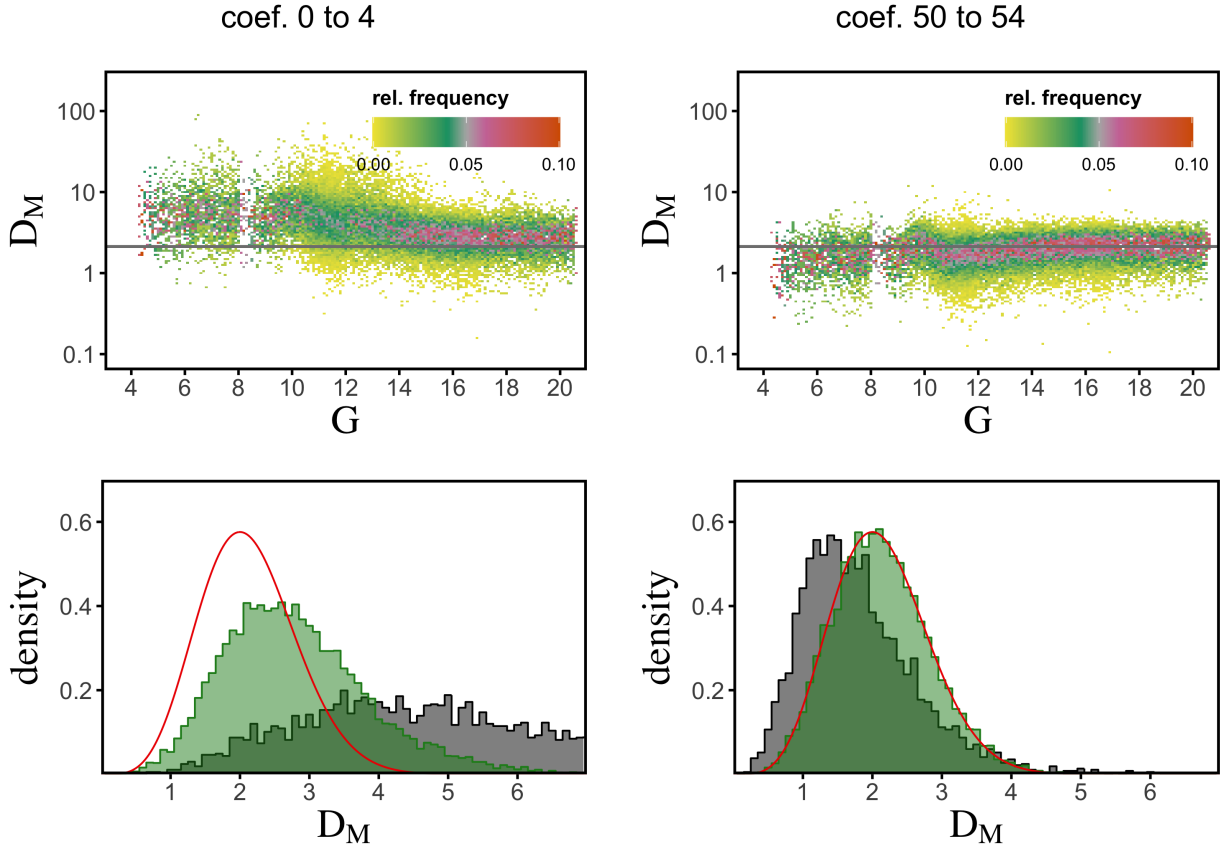 coef. 0 to 4
coef. 50 to 54
rel. frequency
0.00 0.05 0.10
100
10
1
0.1
D_M
4 6 8 10 12 14 16 18 20
G
rel. frequency
0.00 0.05 0.10
100
10
1
0.1
D_M
4 6 8 10 12 14 16 18 20
G
0.6
0.4
0.2
density
1 2 3 4 5 6
D_M
0.6
0.4
0.2
density
1 2 3 4 5 6
D_M